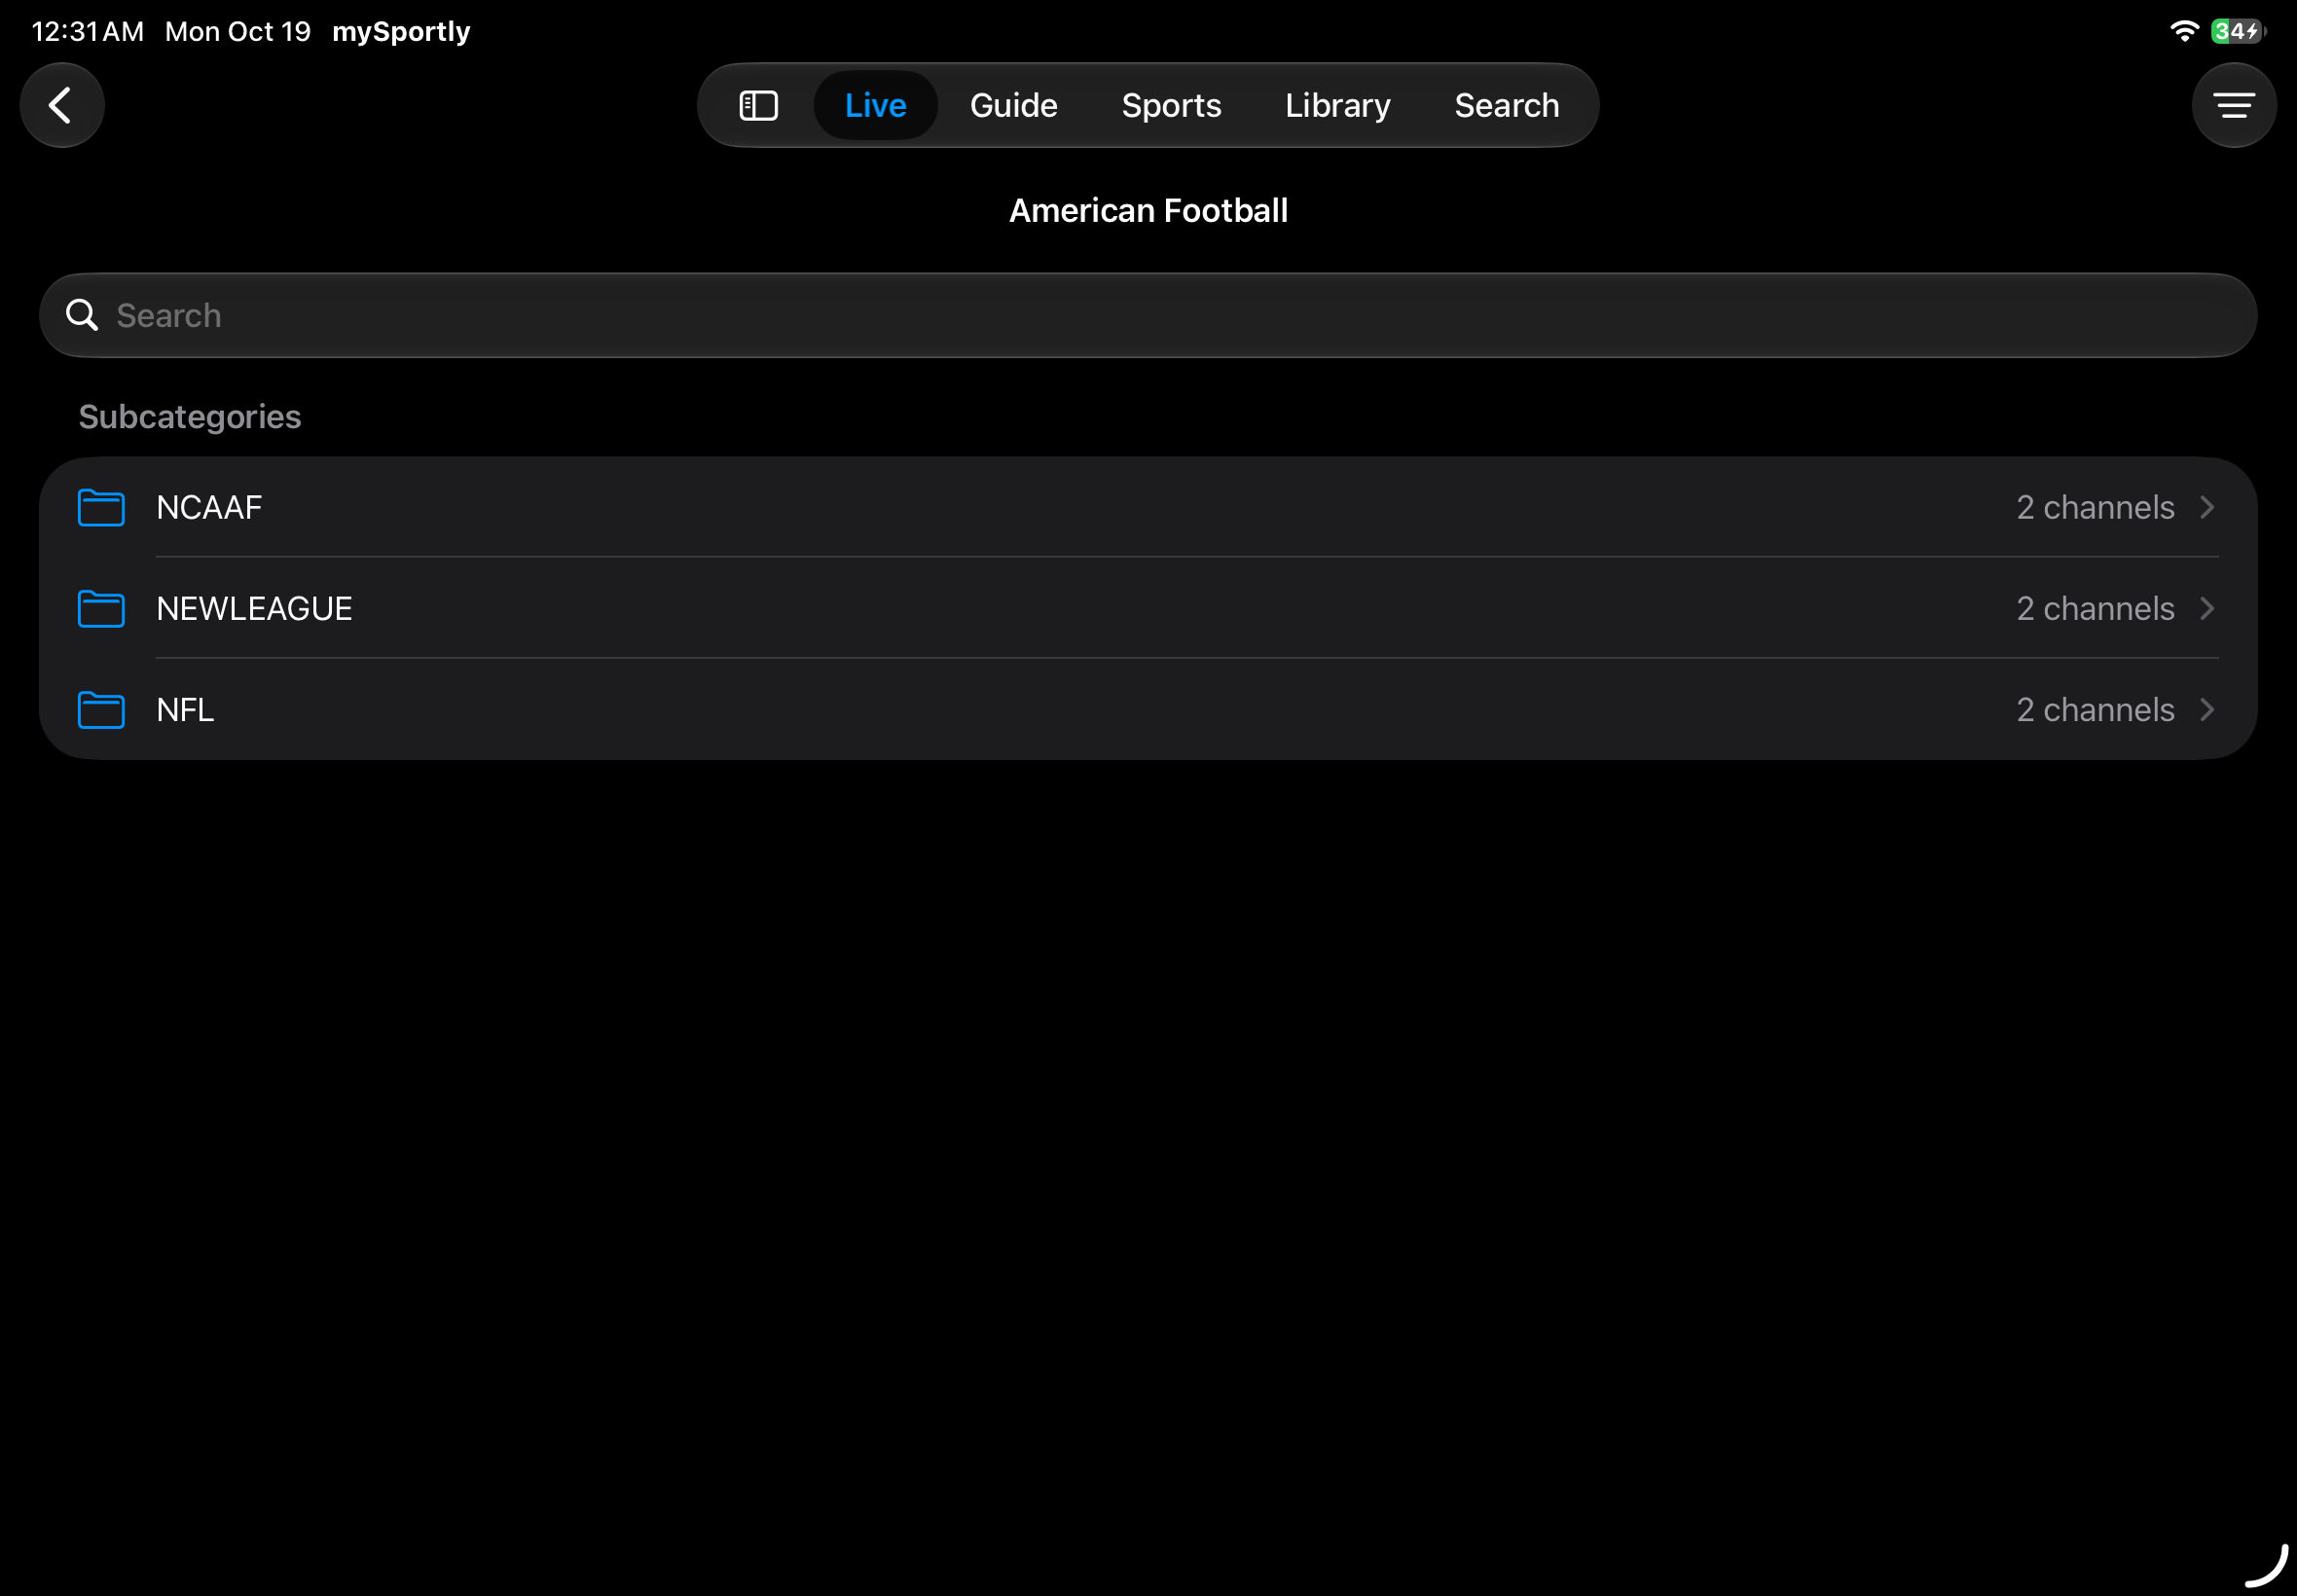 12:31 AM Mon Oct 19 mySportly 34
Live Guide Sports Library Search
American Football
Search
Subcategories
NCAAF 2 channels
NEWLEAGUE 2 channels
NFL 2 channels